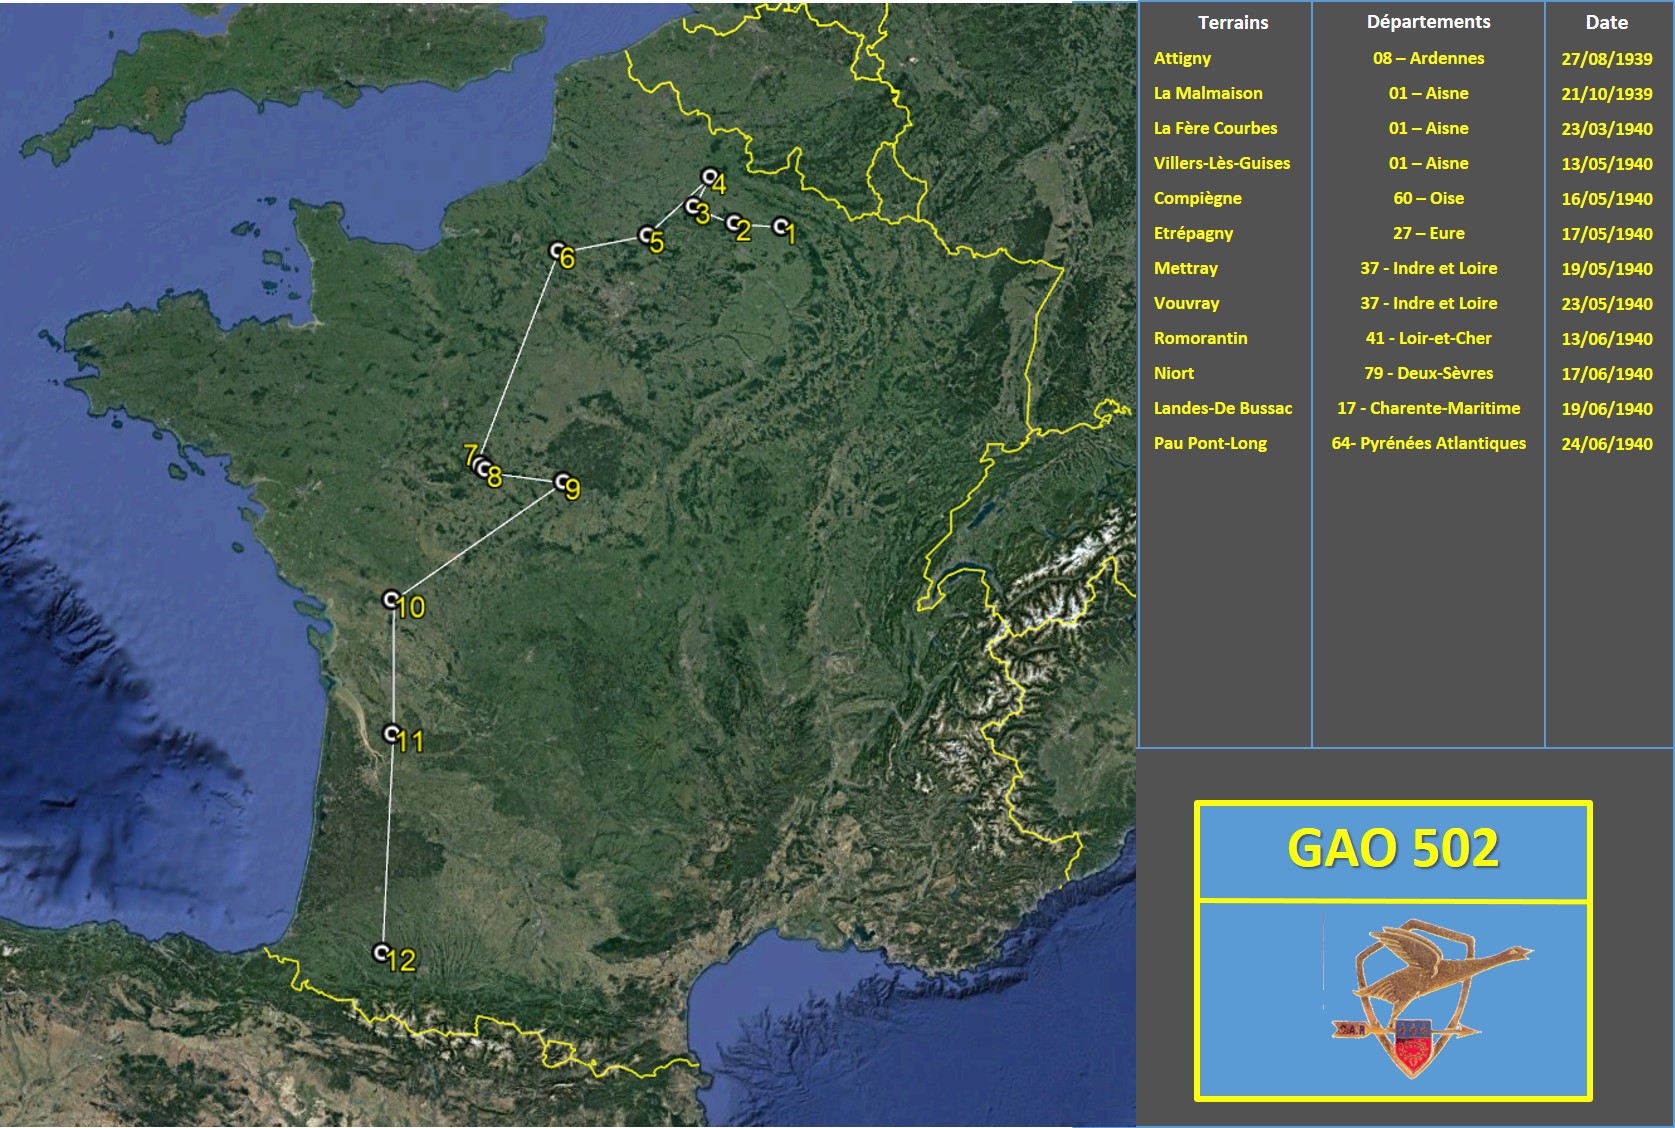 Terrains Départements Date
Attigny 08 – Ardennes 27/08/1939
La Malmaison 01 – Aisne 21/10/1939
La Fère Courbes 01 – Aisne 23/03/1940
Villers-Lès-Guises 01 – Aisne 13/05/1940
Compiègne 60 – Oise 16/05/1940
Etrépagny 27 – Eure 17/05/1940
Mettray 37 - Indre et Loire 19/05/1940
Vouvray 37 - Indre et Loire 23/05/1940
Romorantin 41 - Loir-et-Cher 13/06/1940
Niort 79 - Deux-Sèvres 17/06/1940
Landes-De Bussac 17 - Charente-Maritime 19/06/1940
Pau Pont-Long 64- Pyrénées Atlantiques 24/06/1940
4
3
2
1
5
6
7
8
9
10
11
12
GAO 502
G.A.R